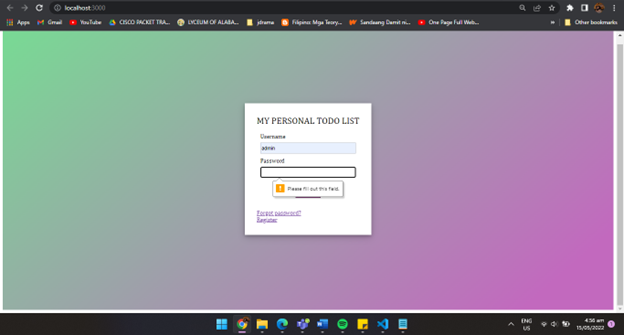 localhost:3000
Apps
Gmail
YouTube
CISCO PACKET TRA...
LYCEUM OF ALABA...
jdrama
Filipino: Mga Teory...
Sandaang Damit ni...
One Page Full Web...
»
Other bookmarks
MY PERSONAL TODO LIST
Username
admin
Password
Please fill out this field.
Forgot password?
Register
ENG
US
4:56 am
15/05/2022